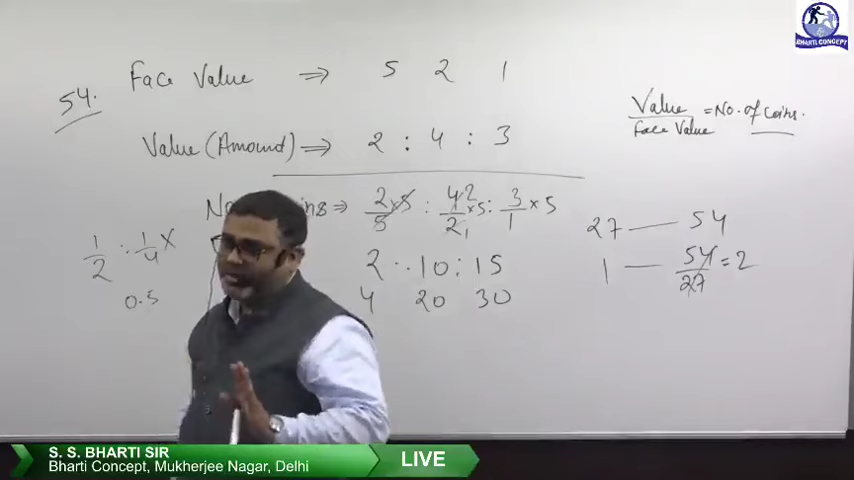 54. Face Value ⇒ 5 2 1
Value = No. of Coins.
Face Value
Value (Amount) ⇒ 2 : 4 : 3
2/5 × 5 : 4/2 × 5 : 3/1 × 5
2
1
27 — 54
1/2 : 1/4 x
0.5
2 : 10 : 15
1 — 54/27 = 2
4 20 30
BHARTI CONCEPT
S. S. BHARTI SIR
Bharti Concept, Mukherjee Nagar, Delhi
LIVE